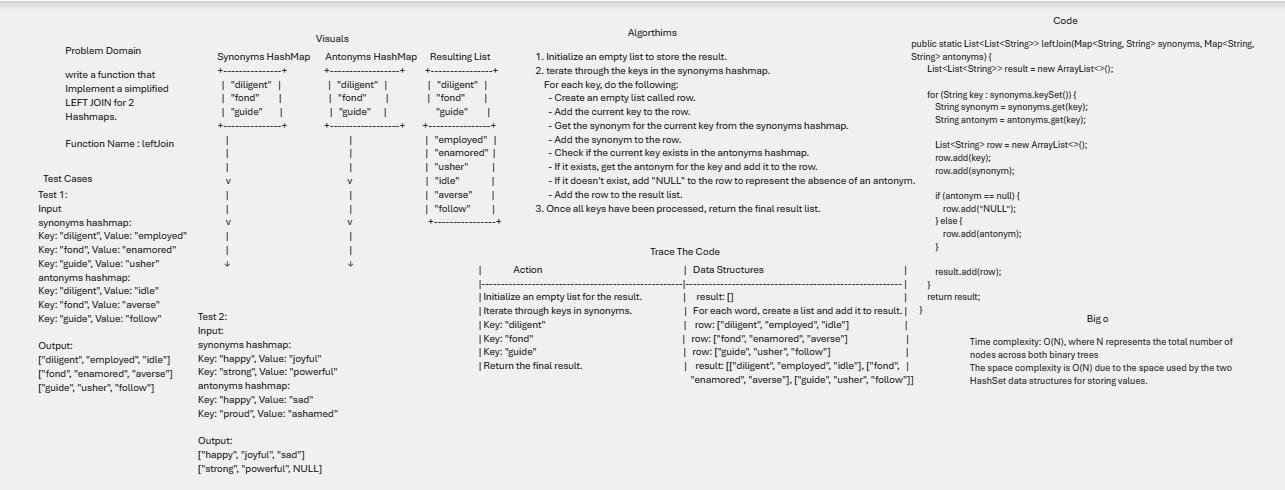 Problem Domain
write a function that
Implement a simplified
LEFT JOIN for 2
Hashmaps.
Function Name : leftJoin
Test Cases
Test 1:
Input
synonyms hashmap:
Key: "diligent", Value: "employed"
Key: "fond", Value: "enamored"
Key: "guide", Value: "usher"
antonyms hashmap:
Key: "diligent", Value: "idle"
Key: "fond", Value: "averse"
Key: "guide", Value: "follow"
Output:
["diligent", "employed", "idle"]
["fond", "enamored", "averse"]
["guide", "usher", "follow"]
Visuals
Synonyms HashMap Antonyms HashMap Resulting List
+---------------+ +------------------+ +---------------+
| "diligent" | | "diligent" | | "diligent" |
| "fond" | | "fond" | | "fond" |
| "guide" | | "guide" | "guide" |
+---------------+ +------------------+ +---------------+
| | | "employed" |
| | | "enamored" |
| | | "usher" |
v v | "idle" |
| | | "averse" |
| | | "follow" |
v v +---------------+
| |
| |
↓ ↓
Test 2:
Input:
synonyms hashmap:
Key: "happy", Value: "joyful"
Key: "strong", Value: "powerful"
antonyms hashmap:
Key: "happy", Value: "sad"
Key: "proud", Value: "ashamed"
Output:
["happy", "joyful", "sad"]
["strong", "powerful", NULL]
Algorthims
1. Initialize an empty list to store the result.
2. terate through the keys in the synonyms hashmap.
For each key, do the following:
- Create an empty list called row.
- Add the current key to the row.
- Get the synonym for the current key from the synonyms hashmap.
- Add the synonym to the row.
- Check if the current key exists in the antonyms hashmap.
- If it exists, get the antonym for the key and add it to the row.
- If it doesn't exist, add "NULL" to the row to represent the absence of an antonym.
- Add the row to the result list.
3. Once all keys have been processed, return the final result list.
Trace The Code
| Action | Data Structures |
|-------------------------------------------|----------------------------------------------|
| Initialize an empty list for the result. | result: [] |
| Iterate through keys in synonyms. | For each word, create a list and add it to result. |
| Key: "diligent" | row: ["diligent", "employed", "idle"] |
| Key: "fond" | row: ["fond", "enamored", "averse"] |
| Key: "guide" | row: ["guide", "usher", "follow"] |
| Return the final result. | result: [["diligent", "employed", "idle"], ["fond", |
"enamored", "averse"], ["guide", "usher", "follow"]]
Code
public static List<List<String>> leftJoin(Map<String, String> synonyms, Map<String,
String> antonyms) {
List<List<String>> result = new ArrayList<>();
for (String key : synonyms.keySet()) {
String synonym = synonyms.get(key);
String antonym = antonyms.get(key);
List<String> row = new ArrayList<>();
row.add(key);
row.add(synonym);
if (antonym == null) {
row.add("NULL");
} else {
row.add(antonym);
}
result.add(row);
}
return result;
}
Big o
Time complexity: O(N), where N represents the total number of
nodes across both binary trees
The space complexity is O(N) due to the space used by the two
HashSet data structures for storing values.